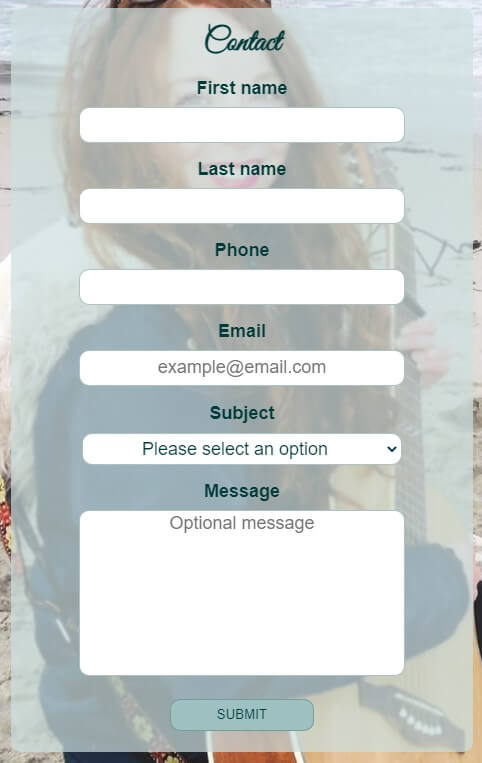 Contact
First name
Last name
Phone
Email
example@email.com
Subject
Please select an option
Message
Optional message
SUBMIT